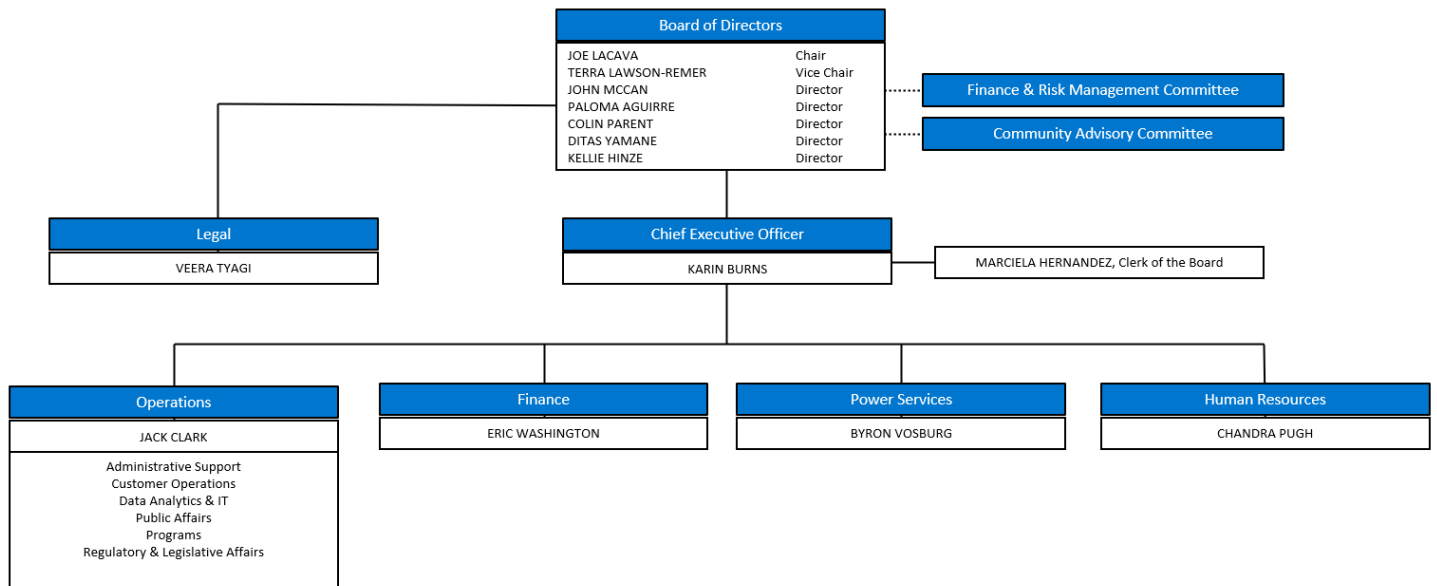 Board of Directors
JOE LACAVA Chair
TERRA LAWSON-REMER Vice Chair
JOHN MCCAN Director
PALOMA AGUIRRE Director
COLIN PARENT Director
DITAS YAMANE Director
KELLIE HINZE Director
Finance & Risk Management Committee
Community Advisory Committee
Legal
VEERA TYAGI
Chief Executive Officer
KARIN BURNS
MARCIELA HERNANDEZ, Clerk of the Board
Operations
JACK CLARK
Administrative Support
Customer Operations
Data Analytics & IT
Public Affairs
Programs
Regulatory & Legislative Affairs
Finance
ERIC WASHINGTON
Power Services
BYRON VOSBURG
Human Resources
CHANDRA PUGH